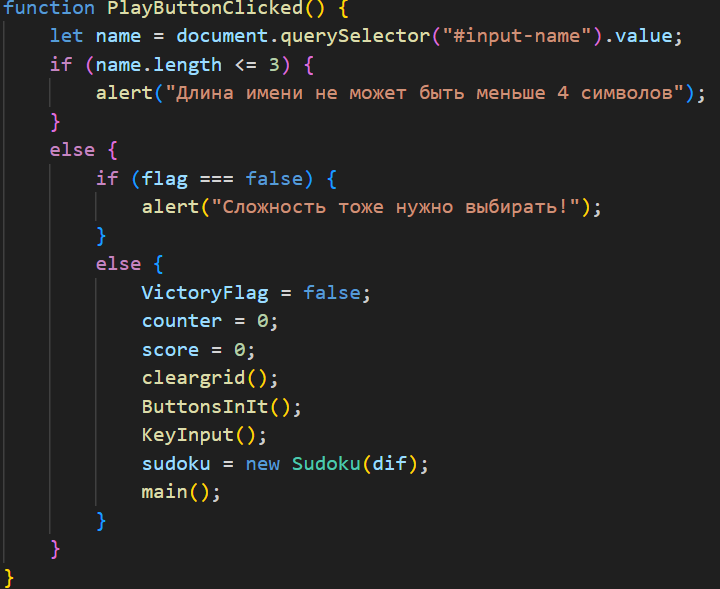 function PlayButtonClicked() {
    let name = document.querySelector("#input-name").value;
    if (name.length <= 3) {
        alert("Длина имени не может быть меньше 4 символов");
    }
    else {
        if (flag === false) {
            alert("Сложность тоже нужно выбирать!");
        }
        else {
            VictoryFlag = false;
            counter = 0;
            score = 0;
            cleargrid();
            ButtonsInIt();
            KeyInput();
            sudoku = new Sudoku(dif);
            main();
        }
    }
}